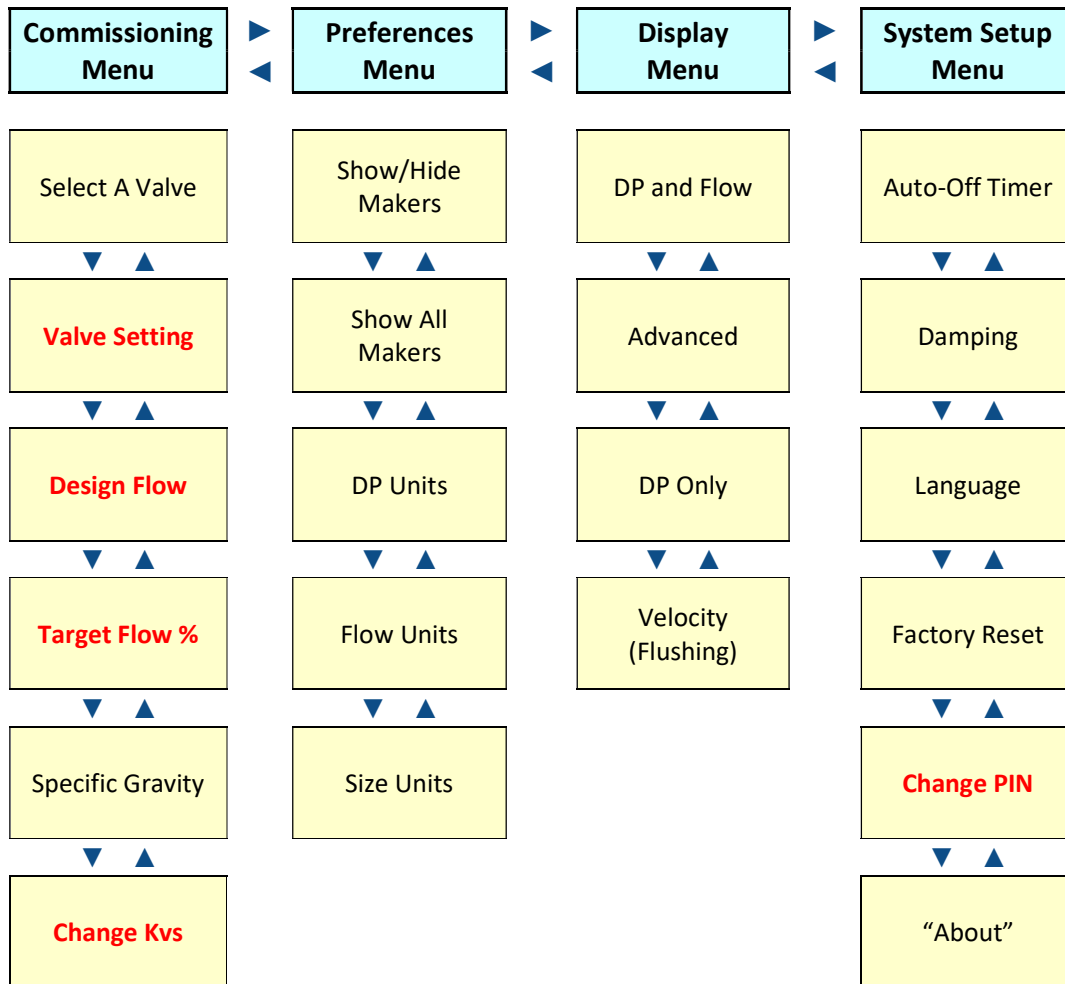 Commissioning
Menu
Preferences
Menu
Display
Menu
System Setup
Menu
Select A Valve
Show/Hide
Makers
DP and Flow
Auto-Off Timer
Valve Setting
Show All
Makers
Advanced
Damping
Design Flow
DP Units
DP Only
Language
Target Flow %
Flow Units
Velocity
(Flushing)
Factory Reset
Specific Gravity
Size Units
Change PIN
Change Kvs
“About”